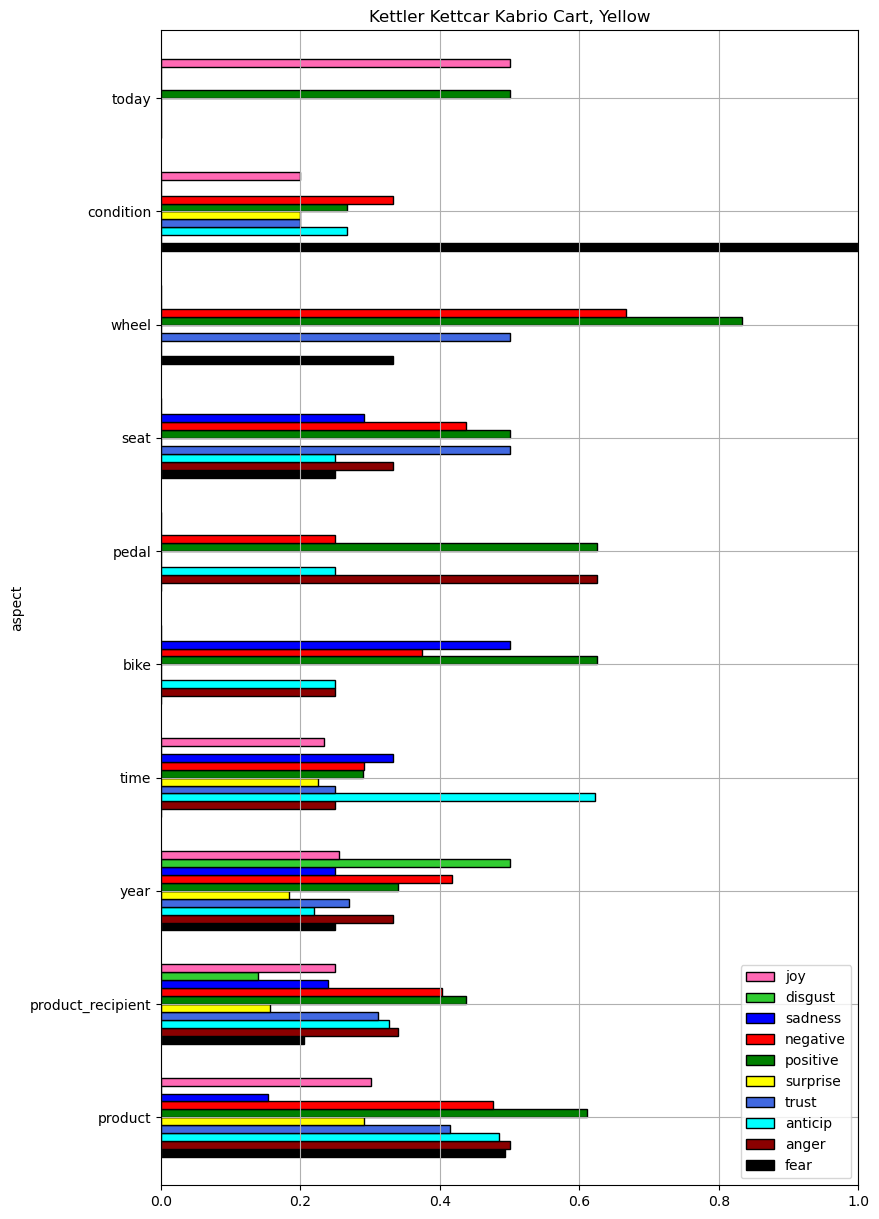 Kettler Kettcar Kabrio Cart, Yellow
today
condition
wheel
seat
pedal
bike
time
year
product_recipient
product
aspect
joy
disgust
sadness
negative
positive
surprise
trust
anticip
anger
fear
0.0 0.2 0.4 0.6 0.8 1.0